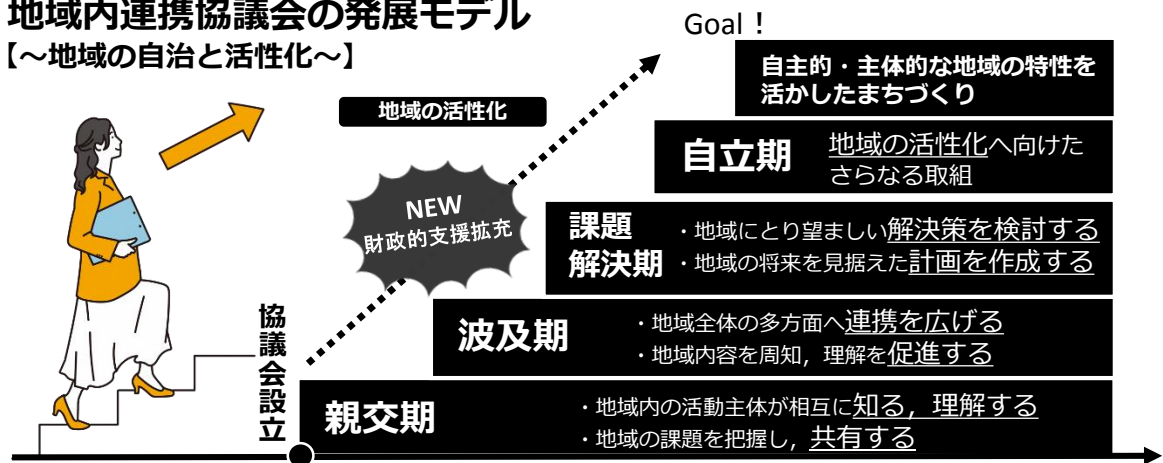 地域内連携協議会の発展モデル
【～地域の自治と活性化～】
Goal！
自主的・主体的な地域の特性を
活かしたまちづくり
地域の活性化
自立期
地域の活性化へ向けた
さらなる取組
NEW
財政的支援拡充
課題
解決期
・地域にとり望ましい解決策を検討する
・地域の将来を見据えた計画を作成する
波及期
・地域全体の多方面へ連携を広げる
・地域内容を周知，理解を促進する
協議会設立
親交期
・地域内の活動主体が相互に知る，理解する
・地域の課題を把握し，共有する